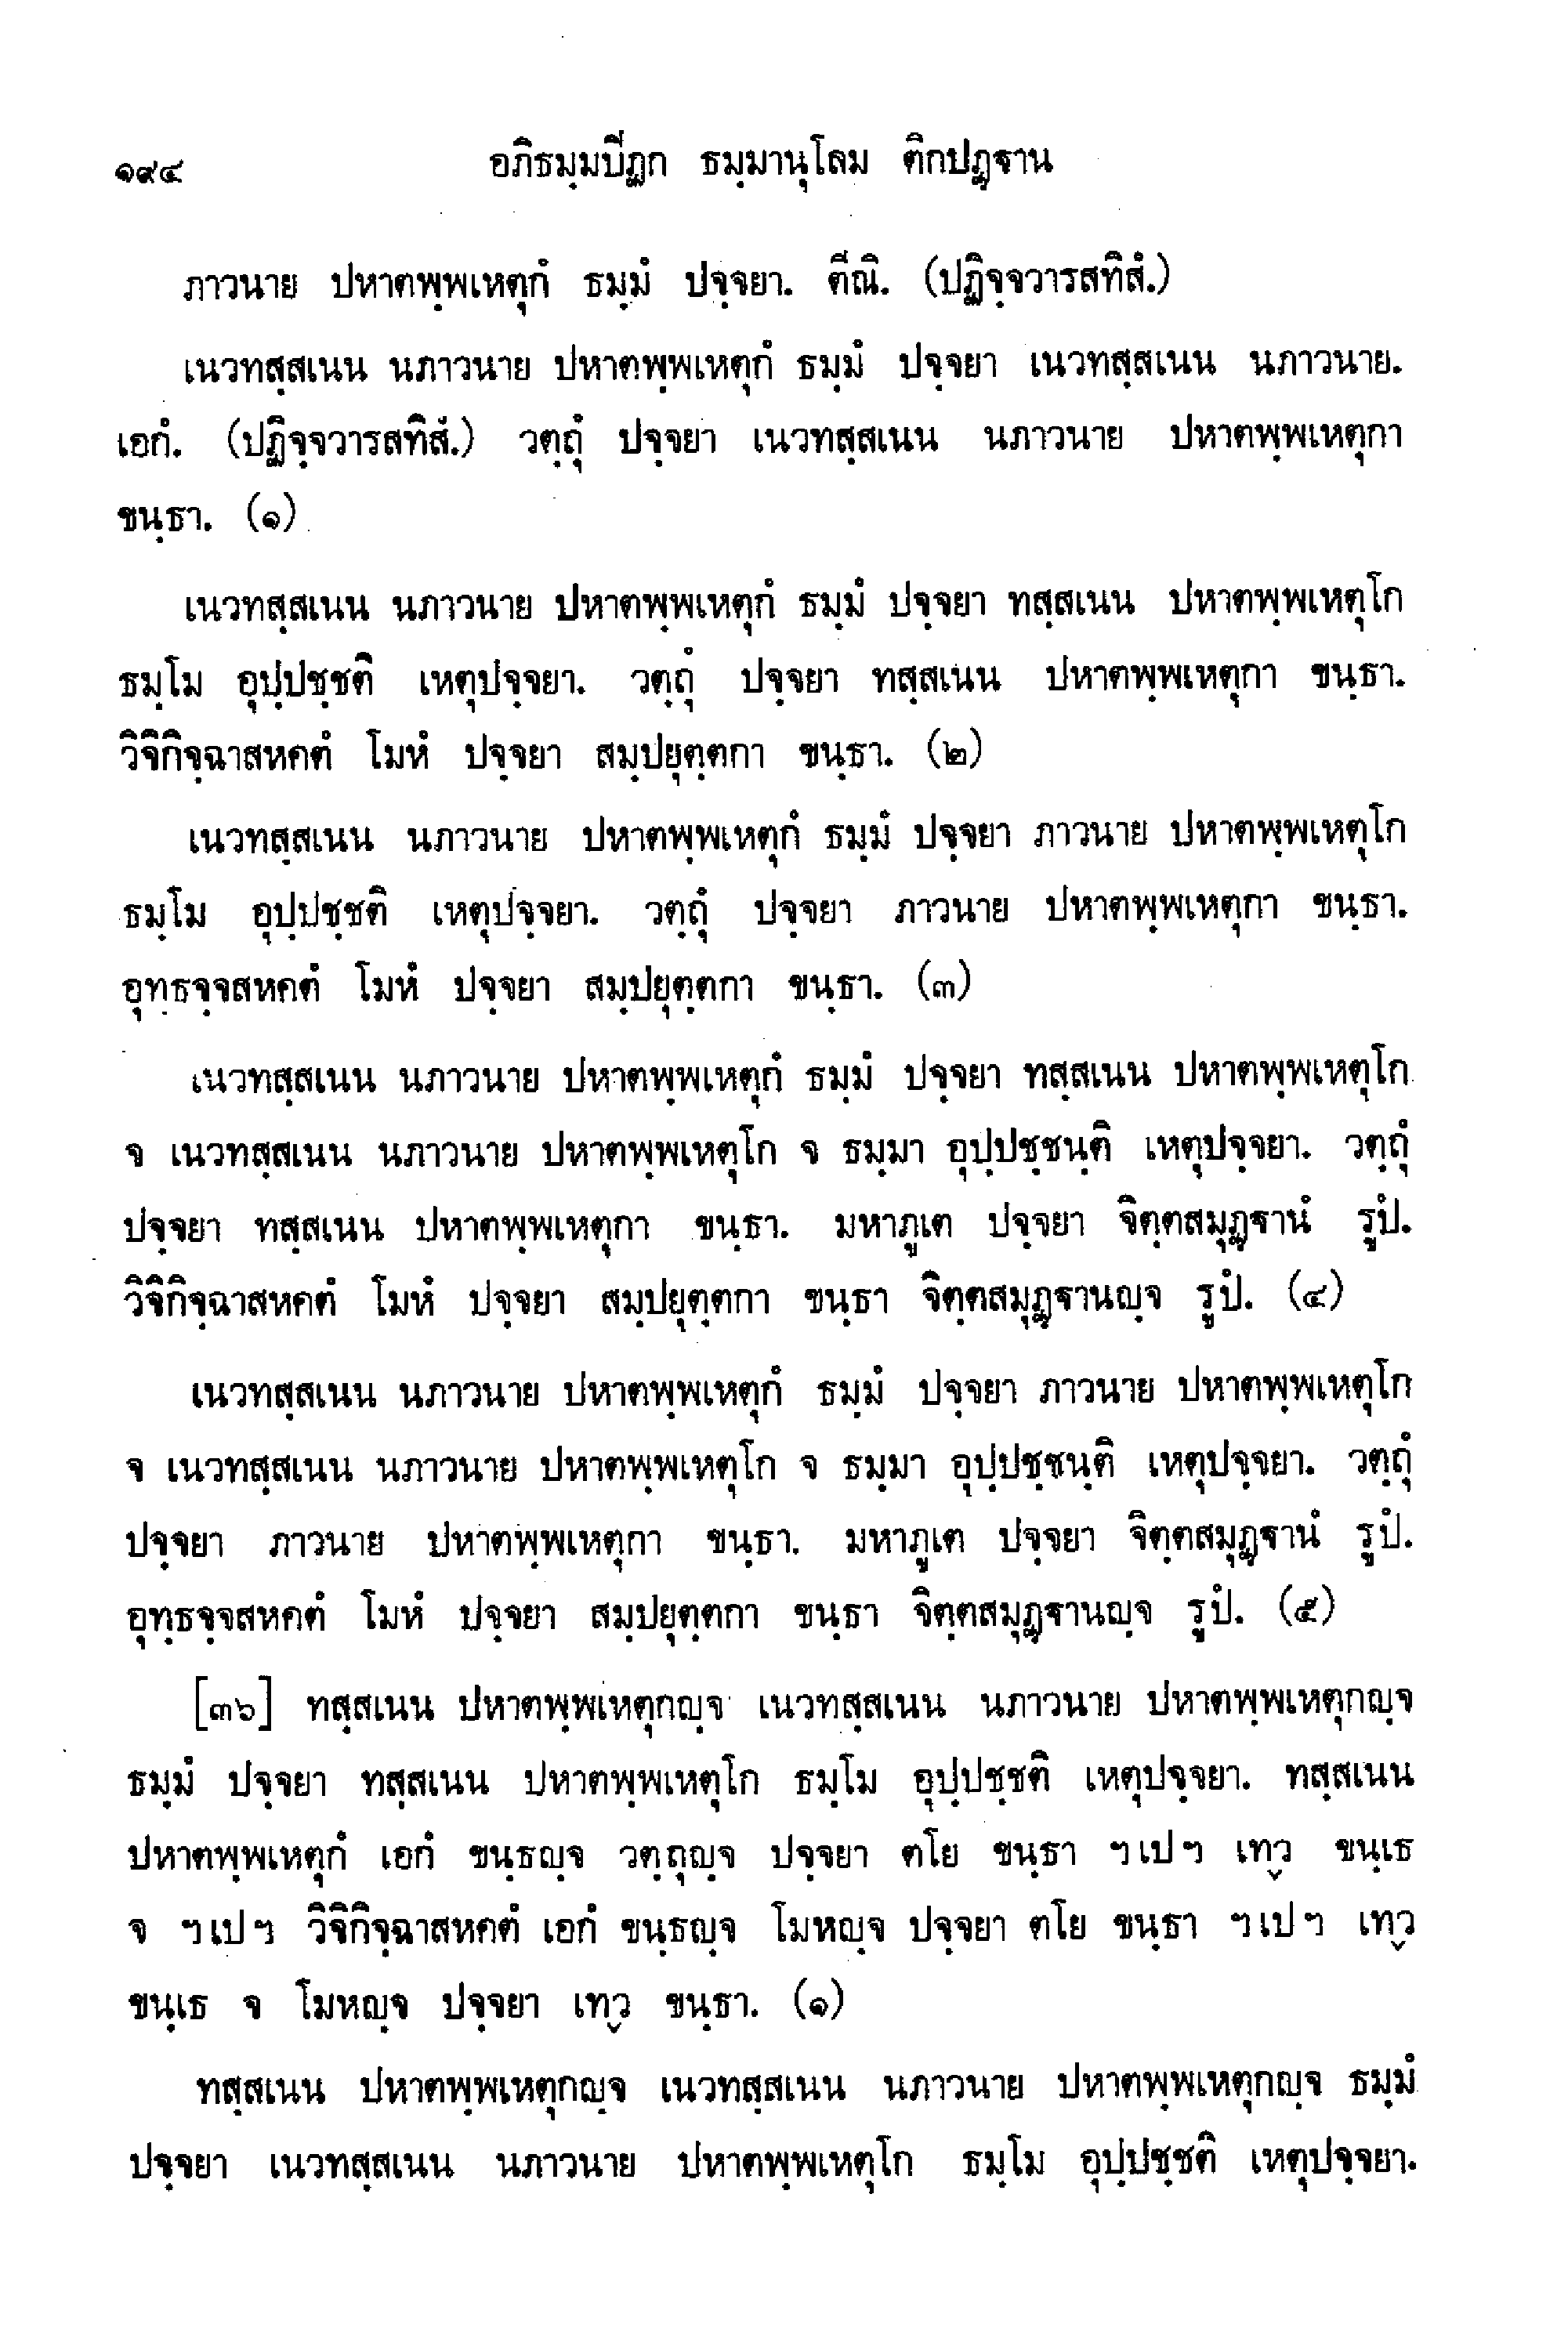 ๑๙๔ อภิธมฺมปิฏก ธมฺมานุโลม ติกปฏฺฐาน
ภาวนาย ปหาตพฺพเหตุกํ ธมฺมํ ปจฺจยา. ตีณิ. (ปฏิจฺจวารสทิสํ.)
เนวทสฺสเนน นภาวนาย ปหาตพฺพเหตุกํ ธมฺมํ ปจฺจยา เนวทสฺสเนน นภาวนาย.
เอกํ. (ปฏิจฺจวารสทิสํ.) วตฺถุํ ปจฺจยา เนวทสฺสเนน นภาวนาย ปหาตพฺพเหตุกา
ขนฺธา. (๑)
เนวทสฺสเนน นภาวนาย ปหาตพฺพเหตุกํ ธมฺมํ ปจฺจยา ทสฺสเนน ปหาตพฺพเหตุโก
ธมฺโม อุปฺปชฺชติ เหตุปจฺจยา. วตฺถุํ ปจฺจยา ทสฺสเนน ปหาตพฺพเหตุกา ขนฺธา.
วิจิกิจฺฉาสหคตํ โมหํ ปจฺจยา สมฺปยุตฺตกา ขนฺธา. (๒)
เนวทสฺสเนน นภาวนาย ปหาตพฺพเหตุกํ ธมฺมํ ปจฺจยา ภาวนาย ปหาตพฺพเหตุโก
ธมฺโม อุปฺปชฺชติ เหตุปจฺจยา. วตฺถุํ ปจฺจยา ภาวนาย ปหาตพฺพเหตุกา ขนฺธา.
อุทฺธจฺจสหคตํ โมหํ ปจฺจยา สมฺปยุตฺตกา ขนฺธา. (๓)
เนวทสฺสเนน นภาวนาย ปหาตพฺพเหตุกํ ธมฺมํ ปจฺจยา ทสฺสเนน ปหาตพฺพเหตุโก
จ เนวทสฺสเนน นภาวนาย ปหาตพฺพเหตุโก จ ธมฺมา อุปฺปชฺชนฺติ เหตุปจฺจยา. วตฺถุํ
ปจฺจยา ทสฺสเนน ปหาตพฺพเหตุกา ขนฺธา. มหาภูเต ปจฺจยา จิตฺตสมุฏฺฐานํ รูปํ.
วิจิกิจฺฉาสหคตํ โมหํ ปจฺจยา สมฺปยุตฺตกา ขนฺธา จิตฺตสมุฏฺฐานญฺจ รูปํ. (๔)
เนวทสฺสเนน นภาวนาย ปหาตพฺพเหตุกํ ธมฺมํ ปจฺจยา ภาวนาย ปหาตพฺพเหตุโก
จ เนวทสฺสเนน นภาวนาย ปหาตพฺพเหตุโก จ ธมฺมา อุปฺปชฺชนฺติ เหตุปจฺจยา. วตฺถุํ
ปจฺจยา ภาวนาย ปหาตพฺพเหตุกา ขนฺธา. มหาภูเต ปจฺจยา จิตฺตสมุฏฺฐานํ รูปํ.
อุทฺธจฺจสหคตํ โมหํ ปจฺจยา สมฺปยุตฺตกา ขนฺธา จิตฺตสมุฏฺฐานญฺจ รูปํ. (๕)
[๓๖] ทสฺสเนน ปหาตพฺพเหตุกญฺจ เนวทสฺสเนน นภาวนาย ปหาตพฺพเหตุกญฺจ
ธมฺมํ ปจฺจยา ทสฺสเนน ปหาตพฺพเหตุโก ธมฺโม อุปฺปชฺชติ เหตุปจฺจยา. ทสฺสเนน
ปหาตพฺพเหตุกํ เอกํ ขนฺธญฺจ วตฺถุญฺจ ปจฺจยา ตโย ขนฺธา ฯ เป ฯ เทฺว ขนฺเธ
จ ฯ เป ฯ วิจิกิจฺฉาสหคตํ เอกํ ขนฺธญฺจ โมหญฺจ ปจฺจยา ตโย ขนฺธา ฯ เป ฯ เทฺว
ขนฺเธ จ โมหญฺจ ปจฺจยา เทฺว ขนฺธา. (๑)
ทสฺสเนน ปหาตพฺพเหตุกญฺจ เนวทสฺสเนน นภาวนาย ปหาตพฺพเหตุกญฺจ ธมฺมํ
ปจฺจยา เนวทสฺสเนน นภาวนาย ปหาตพฺพเหตุโก ธมฺโม อุปฺปชฺชติ เหตุปจฺจยา.